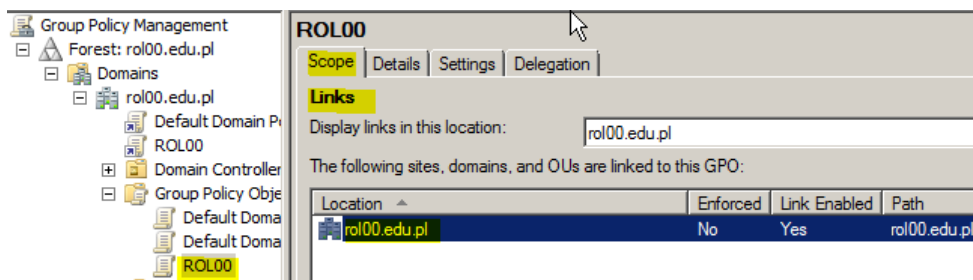 Group Policy Management
Forest: rol00.edu.pl
Domains
rol00.edu.pl
Default Domain P
ROL00
Domain Controller
Group Policy Obje
Default Doma
Default Doma
ROL00
ROL00
Scope Details Settings Delegation
Links
Display links in this location: rol00.edu.pl
The following sites, domains, and OUs are linked to this GPO:
Location Enforced Link Enabled Path
rol00.edu.pl No Yes rol00.edu.pl